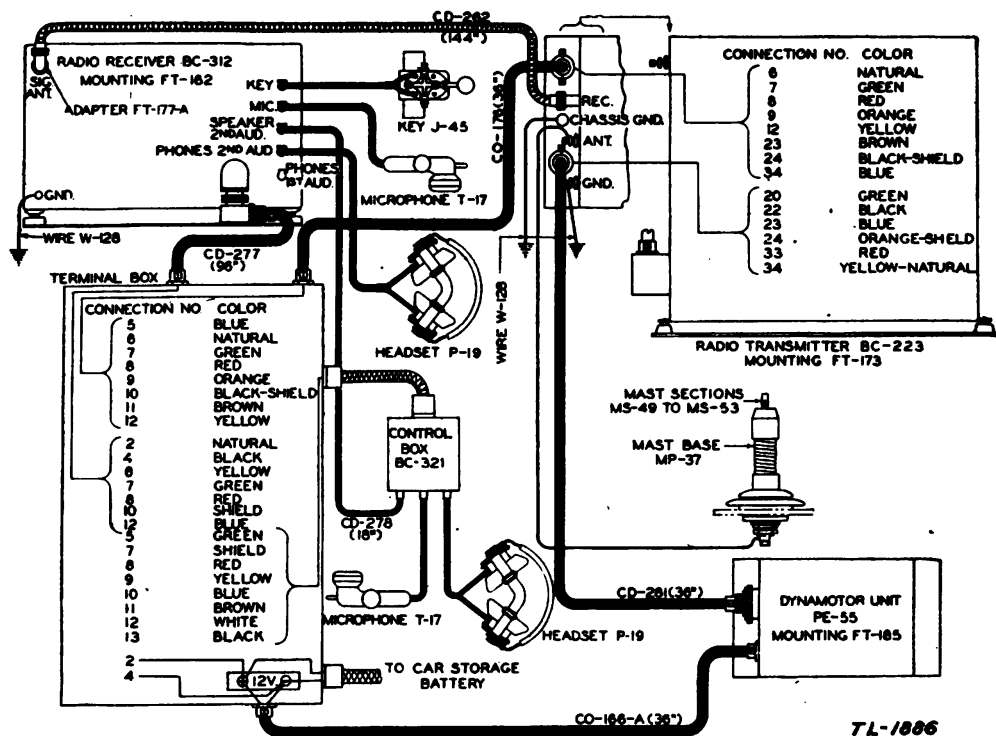 CD-262
(144")
RADIO RECEIVER BC-312
MOUNTING FT-162
SIG.
ANT.
ADAPTER FT-177-A
KEY
MIC.
SPEAKER
2ND AUD.
PHONES 2ND AUD
PHONES
1ST AUD.
GND.
WIRE W-128
KEY J-45
MICROPHONE T-17
CO-178(36")
REC.
CHASSIS GND.
ANT.
GND.
WIRE W-128
CONNECTION NO. COLOR
6 NATURAL
7 GREEN
8 RED
9 ORANGE
12 YELLOW
23 BROWN
24 BLACK-SHIELD
34 BLUE
20 GREEN
22 BLACK
23 BLUE
24 ORANGE-SHIELD
33 RED
34 YELLOW-NATURAL
RADIO TRANSMITTER BC-223
MOUNTING FT-173
CD-277
(96")
TERMINAL BOX
CONNECTION NO COLOR
5 BLUE
6 NATURAL
7 GREEN
8 RED
9 ORANGE
10 BLACK-SHIELD
11 BROWN
12 YELLOW
2 NATURAL
4 BLACK
6 YELLOW
7 GREEN
8 RED
10 SHIELD
12 BLUE
5 GREEN
7 SHIELD
8 RED
9 YELLOW
10 BLUE
11 BROWN
12 WHITE
13 BLACK
2
4
12V.
TO CAR STORAGE
BATTERY
HEADSET P-19
CONTROL
BOX
BC-321
CD-278
(18")
MICROPHONE T-17
HEADSET P-19
MAST SECTIONS
MS-49 TO MS-53
MAST BASE
MP-37
CD-261(36")
DYNAMOTOR UNIT
PE-55
MOUNTING FT-185
CO-166-A(36")
TL-1886